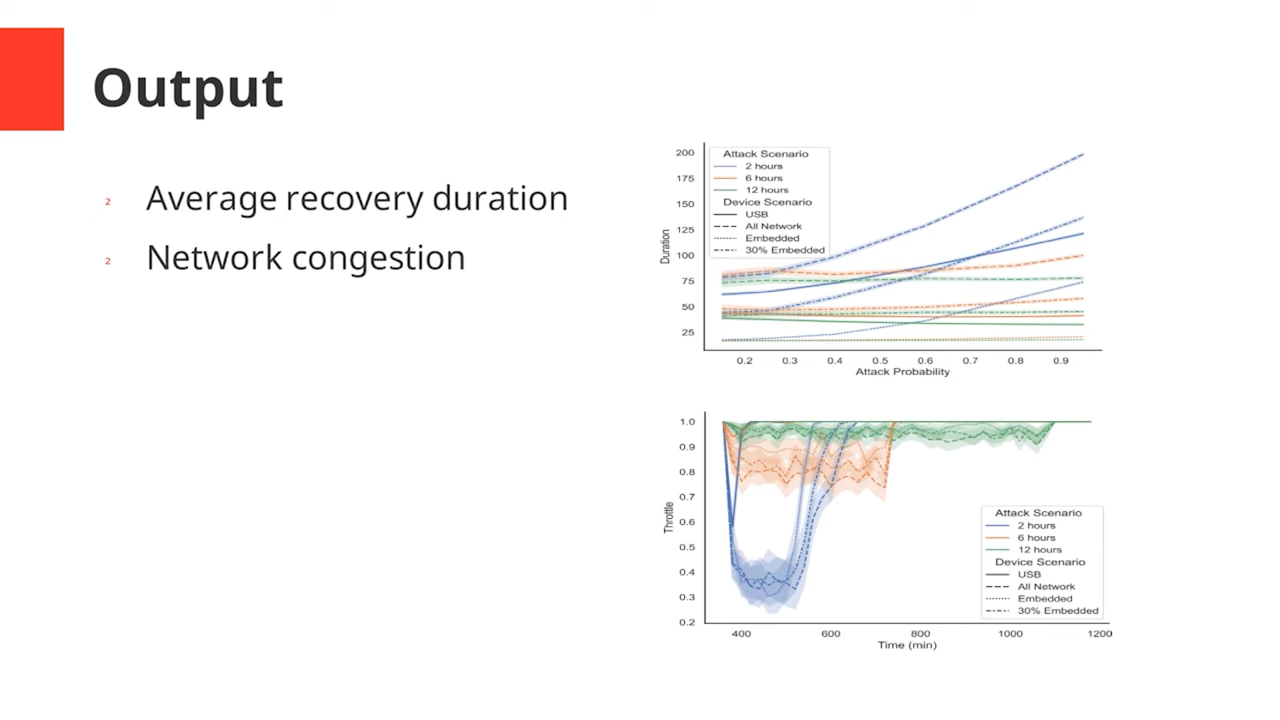 Output
2 Average recovery duration
2 Network congestion
200
175
150
125
100
75
50
25
Duration
Attack Scenario
2 hours
6 hours
12 hours
Device Scenario
USB
All Network
Embedded
30% Embedded
0.2 0.3 0.4 0.5 0.6 0.7 0.8 0.9
Attack Probability
1.0
0.9
0.8
0.7
0.6
0.5
0.4
0.3
0.2
Throttle
Attack Scenario
2 hours
6 hours
12 hours
Device Scenario
USB
All Network
Embedded
30% Embedded
400 600 800 1000 1200
Time (min)